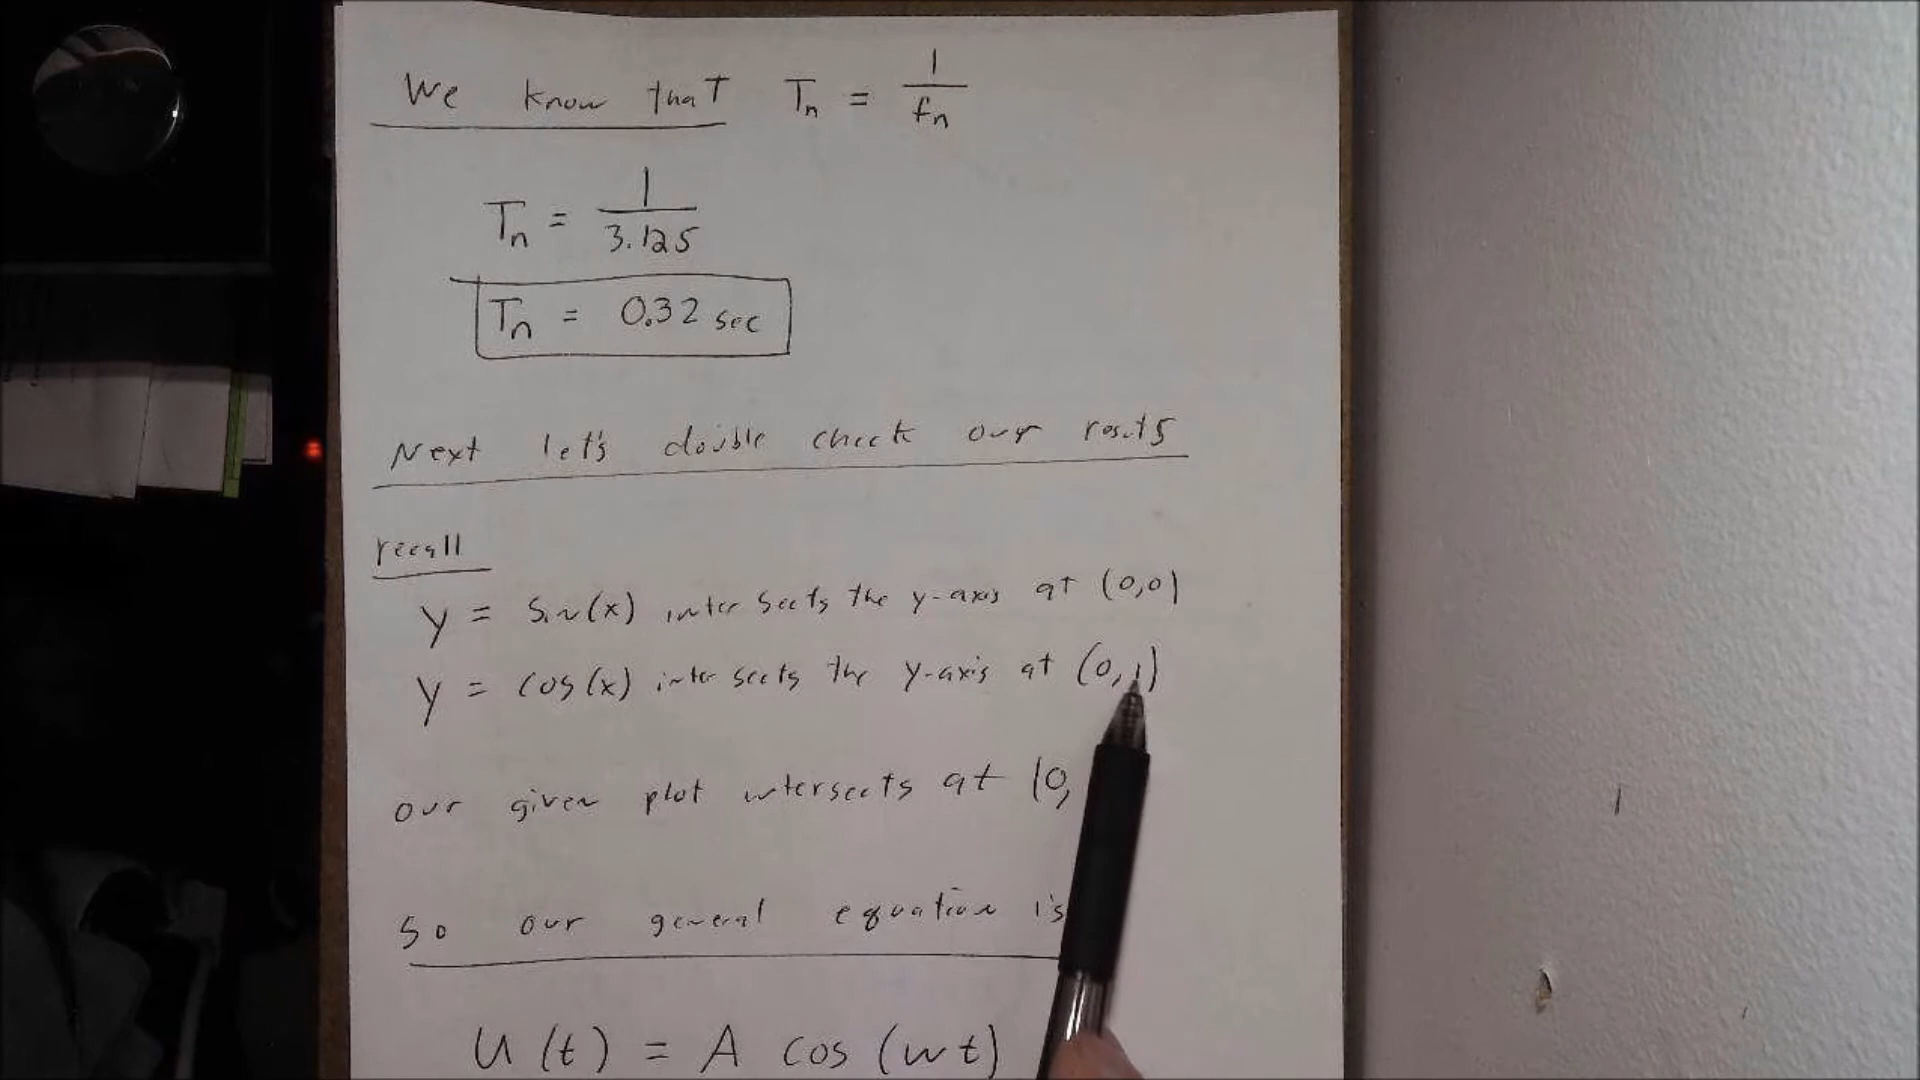 We know that Tn = 1/fn
Tn = 1/3.125
Tn = 0.32 sec
Next let's double check our results
recall
y = sin(x) intersects the y-axis at (0,0)
y = cos(x) intersects the y-axis at (0,1)
our given plot intersects at (0,
So our general equation is
U(t) = A cos(wt)